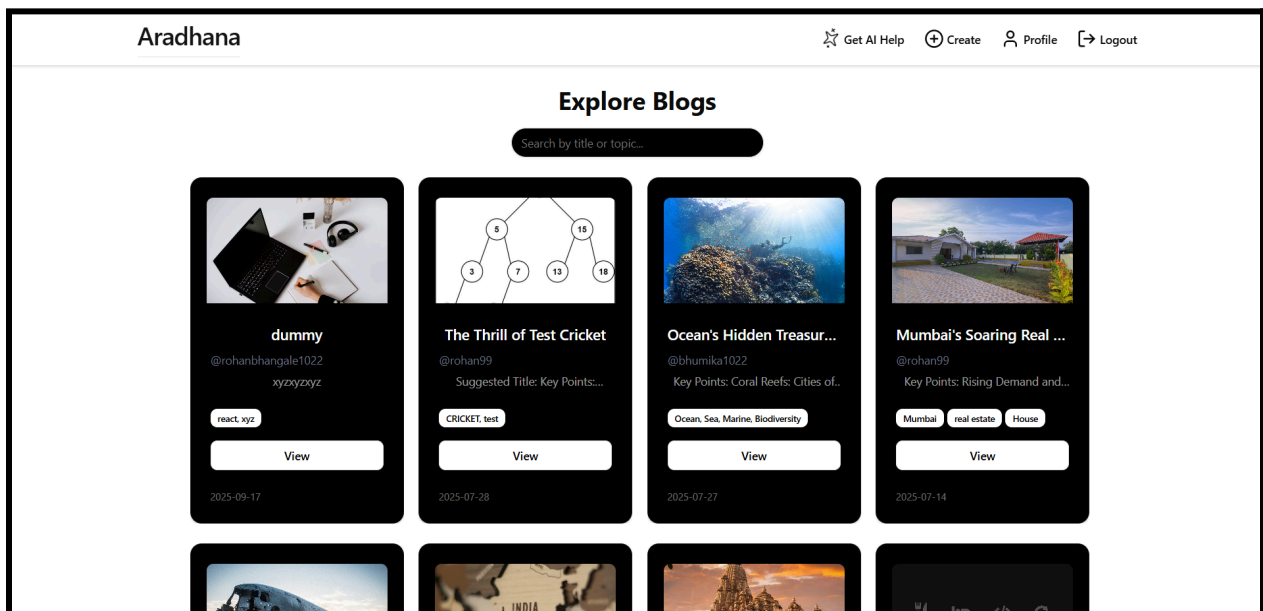 Aradhana
Get AI Help Create Profile Logout
Explore Blogs
Search by title or topic...
5 15
3 7 13 18
dummy
@rohanbhangale1022
xyzxyzxyz
react, xyz
View
2025-09-17
The Thrill of Test Cricket
@rohan99
Suggested Title: Key Points:...
CRICKET, test
View
2025-07-28
Ocean's Hidden Treasur...
@bhumika1022
Key Points: Coral Reefs: Cities of..
Ocean, Sea, Marine, Biodiversity
View
2025-07-27
Mumbai's Soaring Real ...
@rohan99
Key Points: Rising Demand and...
Mumbai real estate House
View
2025-07-14
INDIA